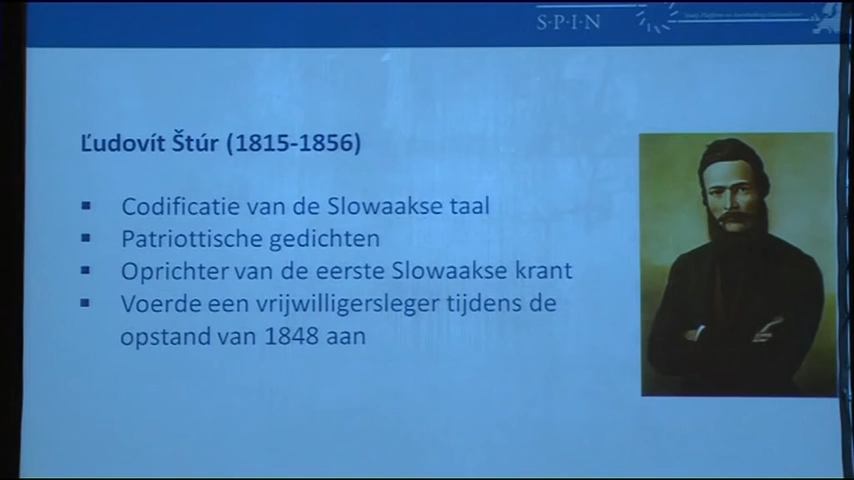 S·P·I·N
Ľudovít Štúr (1815-1856)
▪ Codificatie van de Slowaakse taal
▪ Patriottische gedichten
▪ Oprichter van de eerste Slowaakse krant
▪ Voerde een vrijwilligersleger tijdens de
opstand van 1848 aan